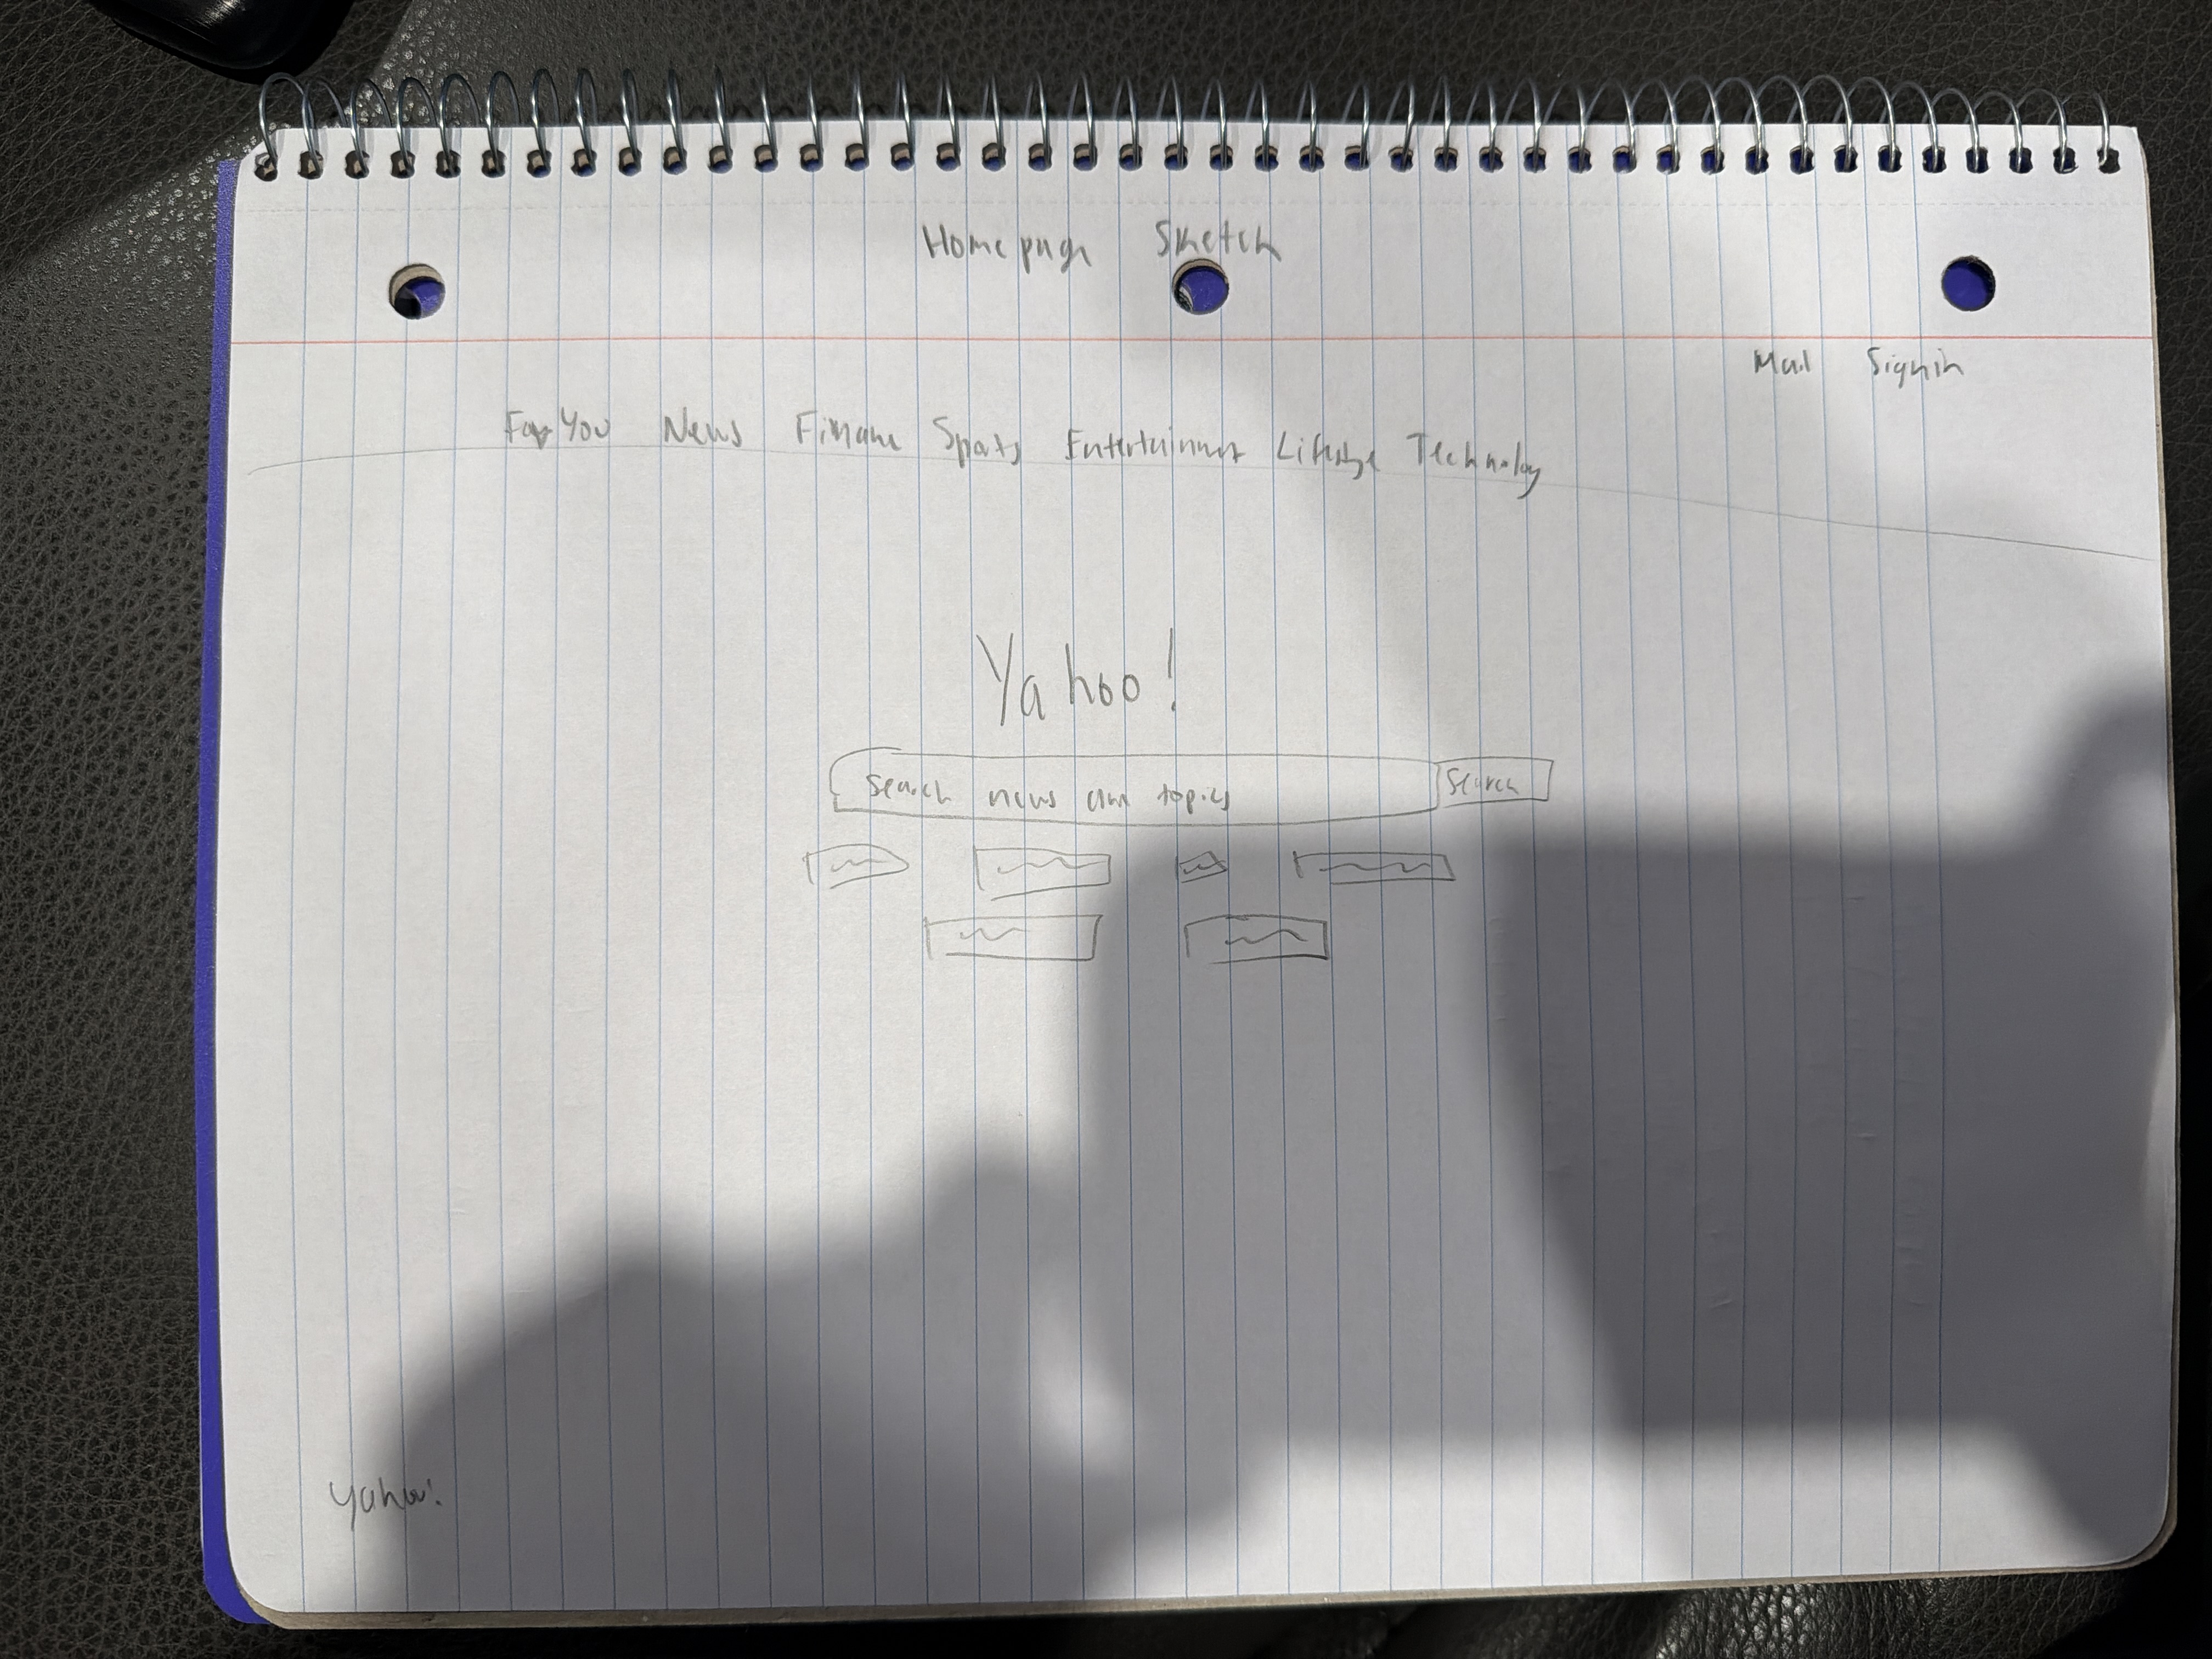 Homepage Sketch
Mail Signin
For You News Finance Sports Entertainment Lifestyle Technology
Yahoo!
Search news and topics Search
Yahoo!